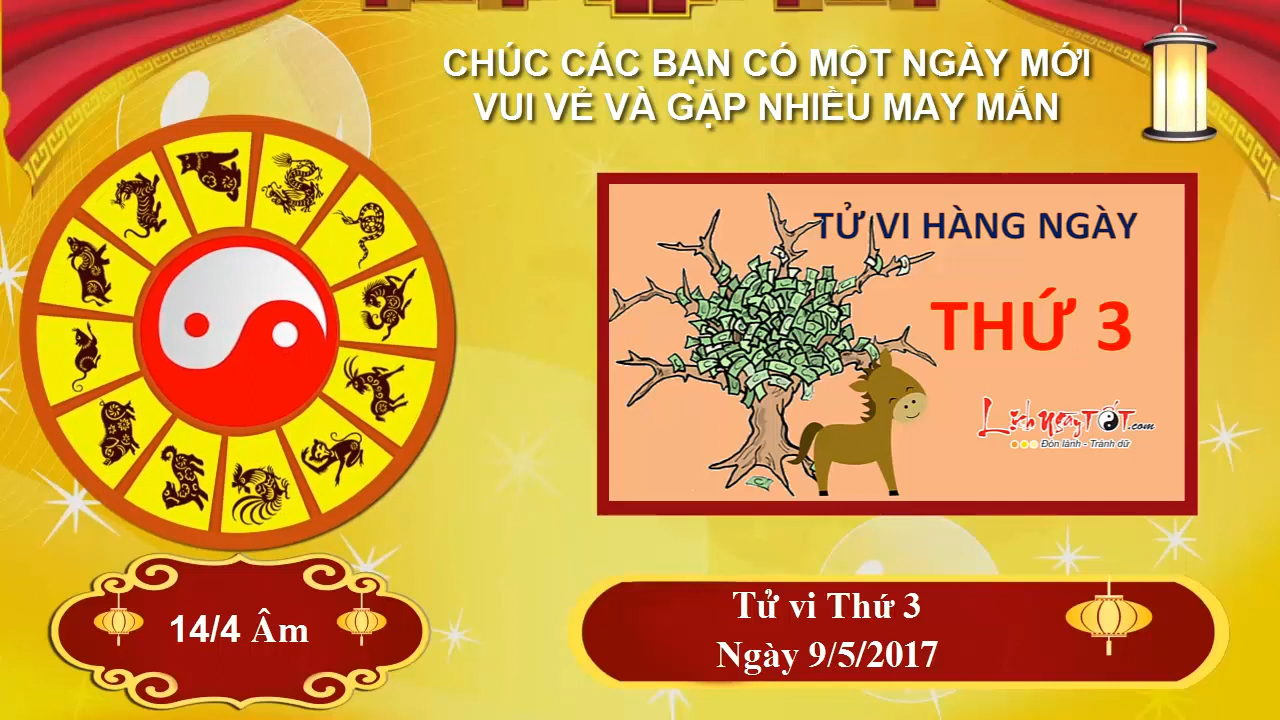 CHÚC CÁC BẠN CÓ MỘT NGÀY MỚI
VUI VẺ VÀ GẶP NHIỀU MAY MẮN
TỬ VI HÀNG NGÀY
THỨ 3
LịchNgàyTỐT.com
Đón lành - Tránh dữ
14/4 Âm
Tử vi Thứ 3
Ngày 9/5/2017